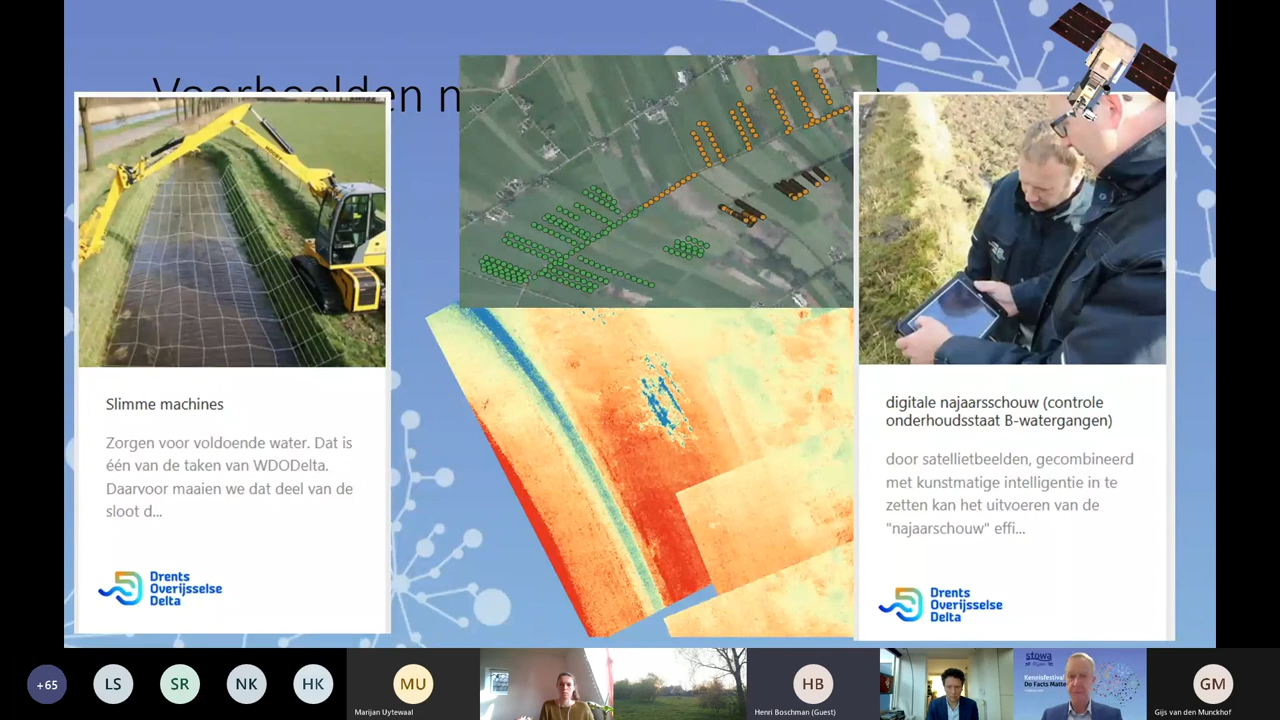 Voorbeelden
Slimme machines
Zorgen voor voldoende water. Dat is
één van de taken van WDODelta.
Daarvoor maaien we dat deel van de
sloot d...
Drents
Overijsselse
Delta
digitale najaarsschouw (controle
onderhoudsstaat B-watergangen)
door satellietbeelden, gecombineerd
met kunstmatige intelligentie in te
zetten kan het uitvoeren van de
"najaarschouw" effi...
Drents
Overijsselse
Delta
+65
LS
SR
NK
HK
MU
Marijan Uytewaal
HB
Henri Boschman (Guest)
stowa
Kennisfestival
Do Facts Matte
GM
Gijs van den Munckhof